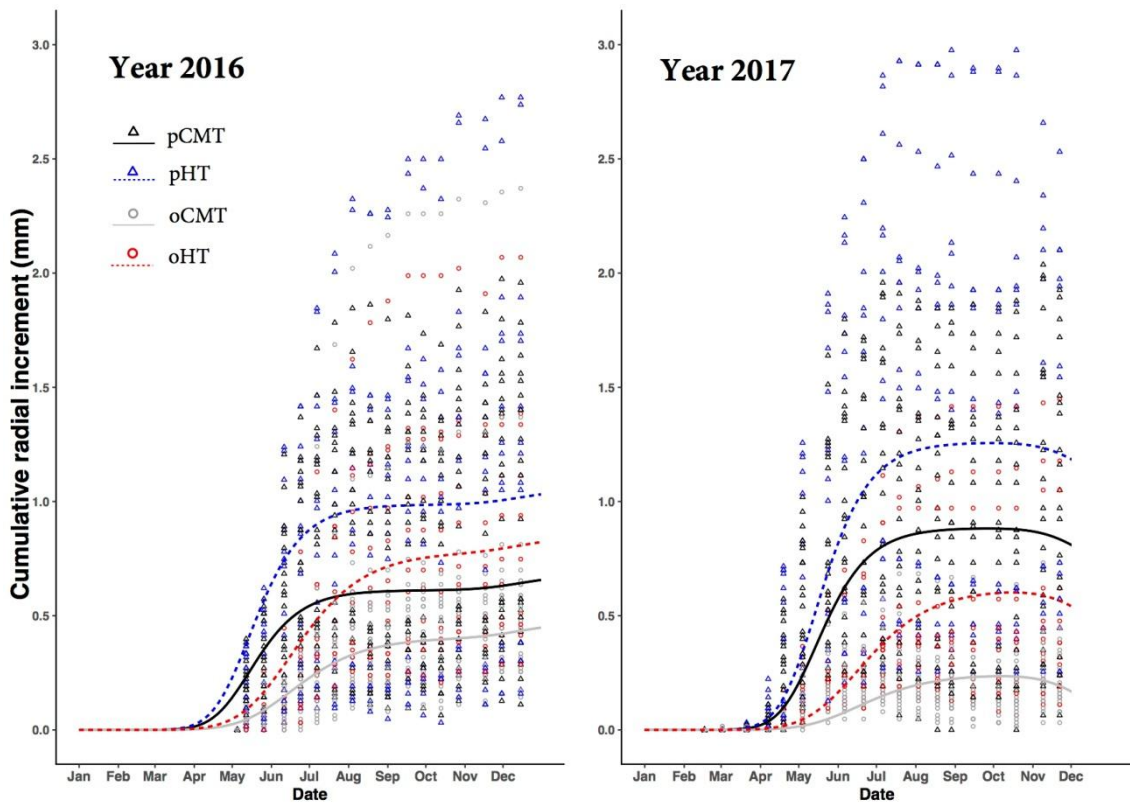 Year 2016
Year 2017
pCMT
pHT
oCMT
oHT
Cumulative radial increment (mm)
3.0
2.5
2.0
1.5
1.0
0.5
0.0
Jan Feb Mar Apr May Jun Jul Aug Sep Oct Nov Dec
Date
3.0
2.5
2.0
1.5
1.0
0.5
0.0
Jan Feb Mar Apr May Jun Jul Aug Sep Oct Nov Dec
Date